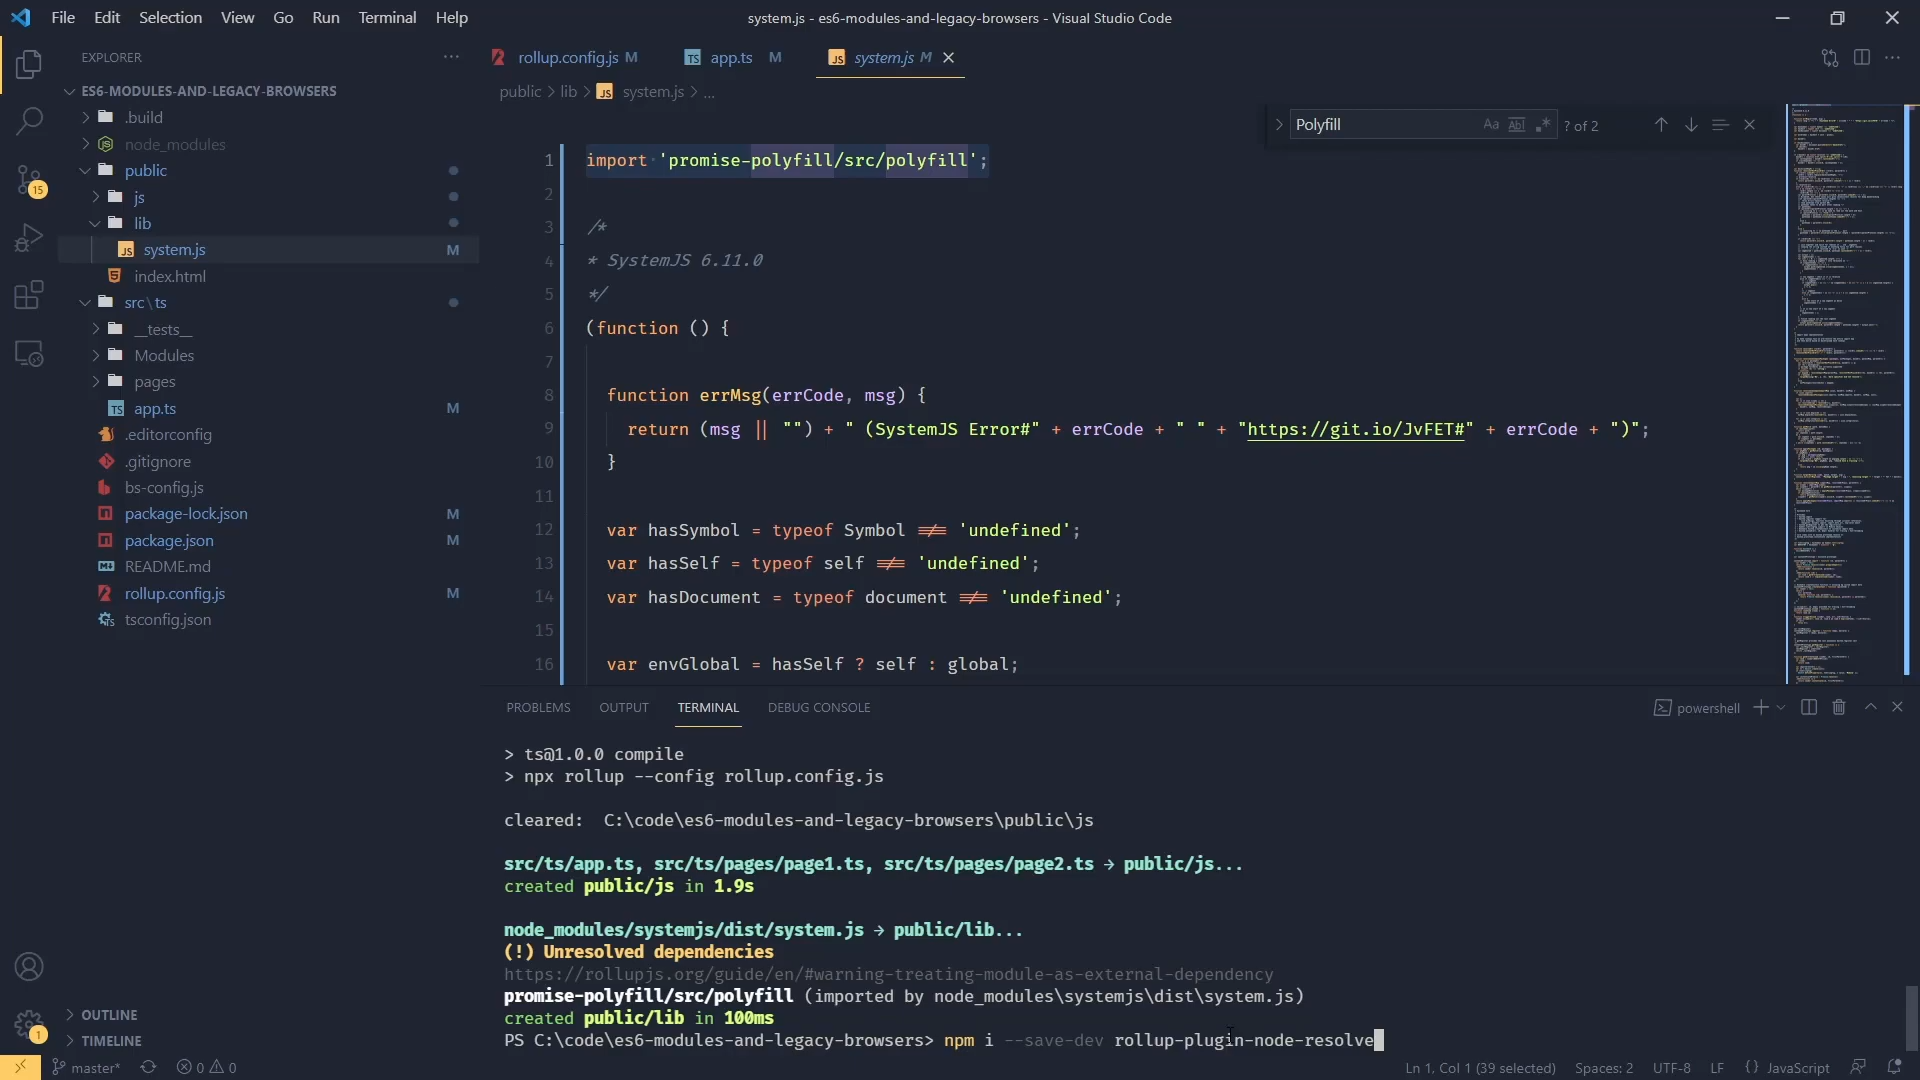 File Edit Selection View Go Run Terminal Help
system.js - es6-modules-and-legacy-browsers - Visual Studio Code
EXPLORER
ES6-MODULES-AND-LEGACY-BROWSERS
.build
node_modules
public
js
lib
system.js M
index.html
src\ts
__tests__
Modules
pages
app.ts M
.editorconfig
.gitignore
bs-config.js
package-lock.json M
package.json M
README.md
rollup.config.js M
tsconfig.json
OUTLINE
TIMELINE
15
1
rollup.config.js M app.ts M system.js M
public > lib > system.js > ...
Polyfill ? of 2
1 import 'promise-polyfill/src/polyfill';
2
3 /*
4 * SystemJS 6.11.0
5 */
6 (function () {
7
8 function errMsg(errCode, msg) {
9 return (msg || "") + " (SystemJS Error#" + errCode + " " + "https://git.io/JvFET#" + errCode + ")";
10 }
11
12 var hasSymbol = typeof Symbol !== 'undefined';
13 var hasSelf = typeof self !== 'undefined';
14 var hasDocument = typeof document !== 'undefined';
15
16 var envGlobal = hasSelf ? self : global;
PROBLEMS OUTPUT TERMINAL DEBUG CONSOLE
powershell
> ts@1.0.0 compile
> npx rollup --config rollup.config.js
cleared: C:\code\es6-modules-and-legacy-browsers\public\js
src/ts/app.ts, src/ts/pages/page1.ts, src/ts/pages/page2.ts → public/js...
created public/js in 1.9s
node_modules/systemjs/dist/system.js → public/lib...
(!) Unresolved dependencies
https://rollupjs.org/guide/en/#warning-treating-module-as-external-dependency
promise-polyfill/src/polyfill (imported by node_modules\systemjs\dist\system.js)
created public/lib in 100ms
PS C:\code\es6-modules-and-legacy-browsers> npm i --save-dev rollup-plugin-node-resolve
master* 0 0
Ln 1, Col 1 (39 selected) Spaces: 2 UTF-8 LF {} JavaScript